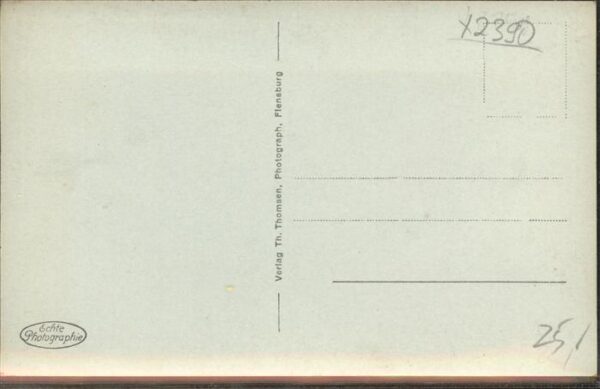 X2390
Verlag Th. Thomsen, Photograph, Flensburg
Echte
Photographie
25,/